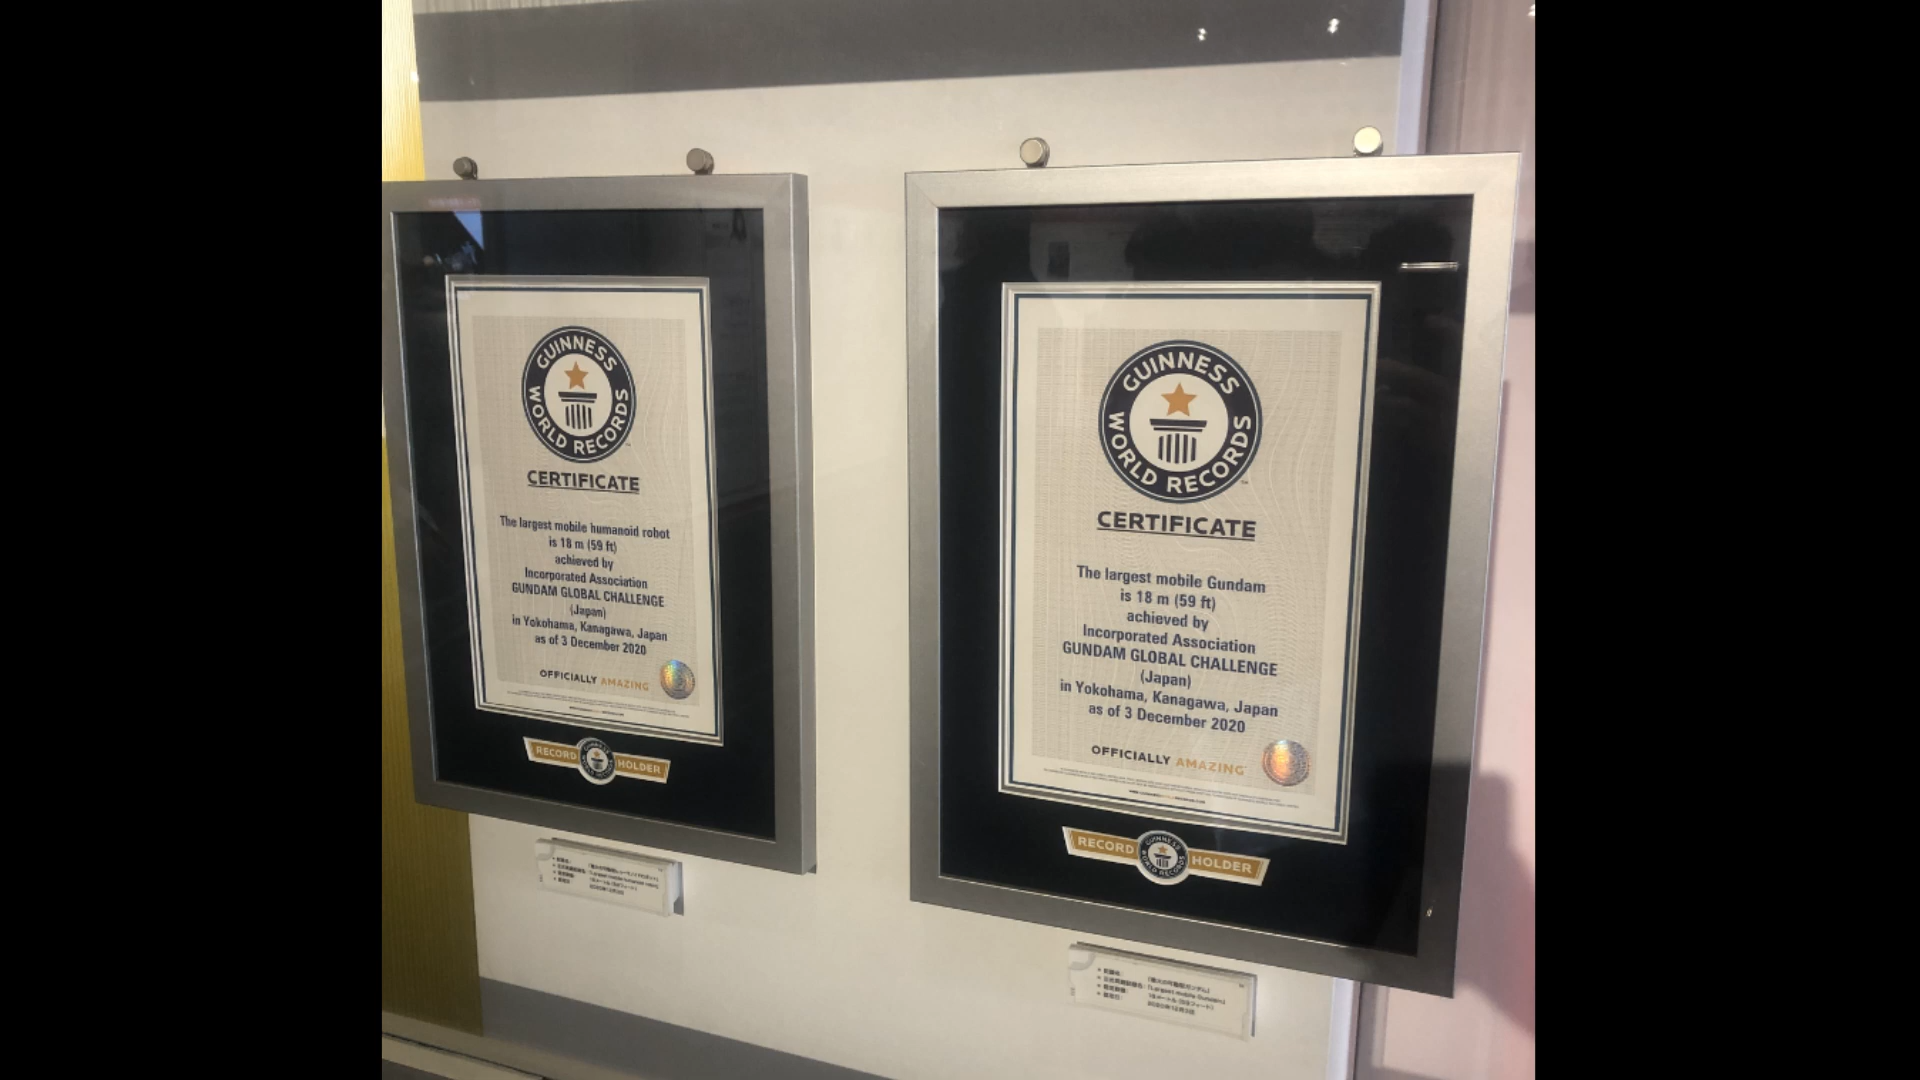 GUINNESS
WORLD RECORDS
CERTIFICATE
The largest mobile humanoid robot
is 18 m (59 ft)
achieved by
Incorporated Association
GUNDAM GLOBAL CHALLENGE
(Japan)
in Yokohama, Kanagawa, Japan
as of 3 December 2020
OFFICIALLY AMAZING
RECORD HOLDER
GUINNESS
WORLD RECORDS
CERTIFICATE
The largest mobile Gundam
is 18 m (59 ft)
achieved by
Incorporated Association
GUNDAM GLOBAL CHALLENGE
(Japan)
in Yokohama, Kanagawa, Japan
as of 3 December 2020
OFFICIALLY AMAZING
RECORD HOLDER